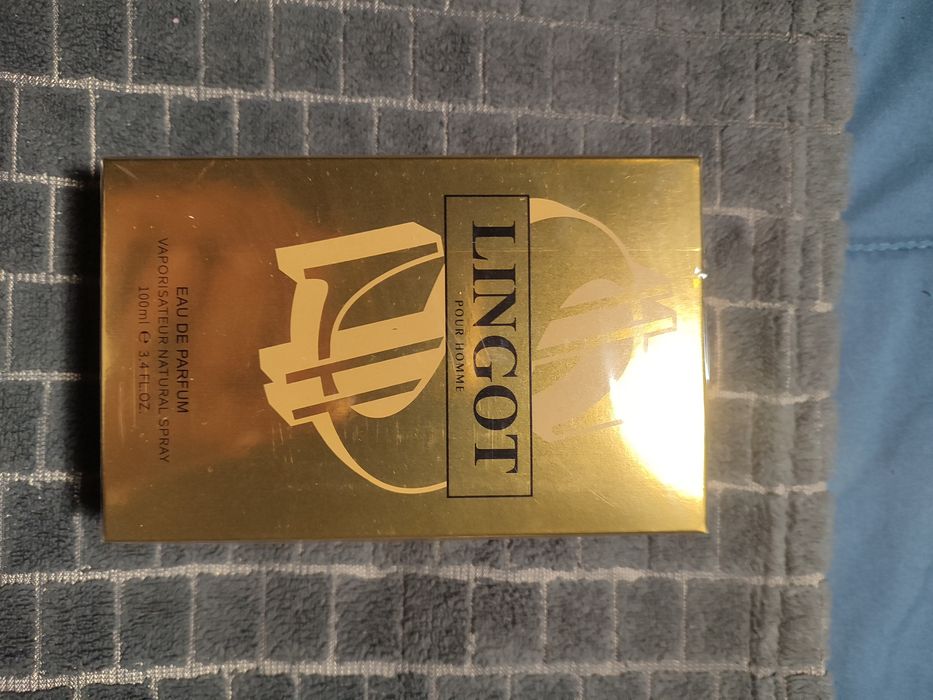 LINGOT
POUR HOMME
EAU DE PARFUM
VAPORISATEUR NATURAL SPRAY
100ml ℮ 3.4 FL.OZ.